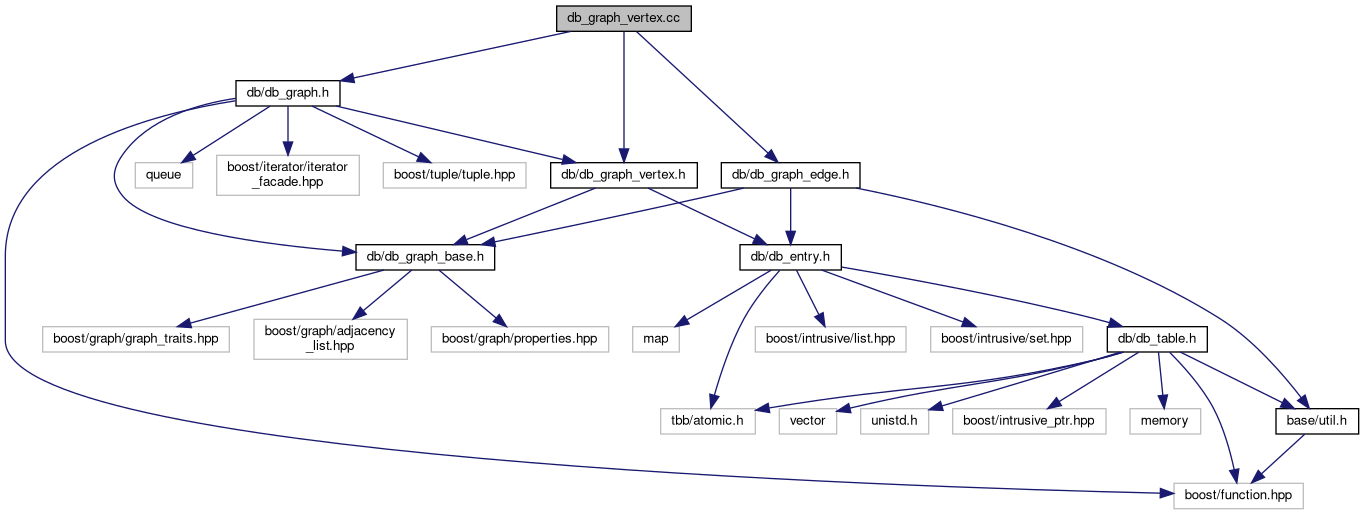 db_graph_vertex.cc
db/db_graph.h
queue
boost/iterator/iterator
_facade.hpp
boost/tuple/tuple.hpp
db/db_graph_vertex.h
db/db_graph_edge.h
db/db_graph_base.h
db/db_entry.h
boost/graph/graph_traits.hpp
boost/graph/adjacency
_list.hpp
boost/graph/properties.hpp
map
boost/intrusive/list.hpp
boost/intrusive/set.hpp
db/db_table.h
tbb/atomic.h
vector
unistd.h
boost/intrusive_ptr.hpp
memory
base/util.h
boost/function.hpp